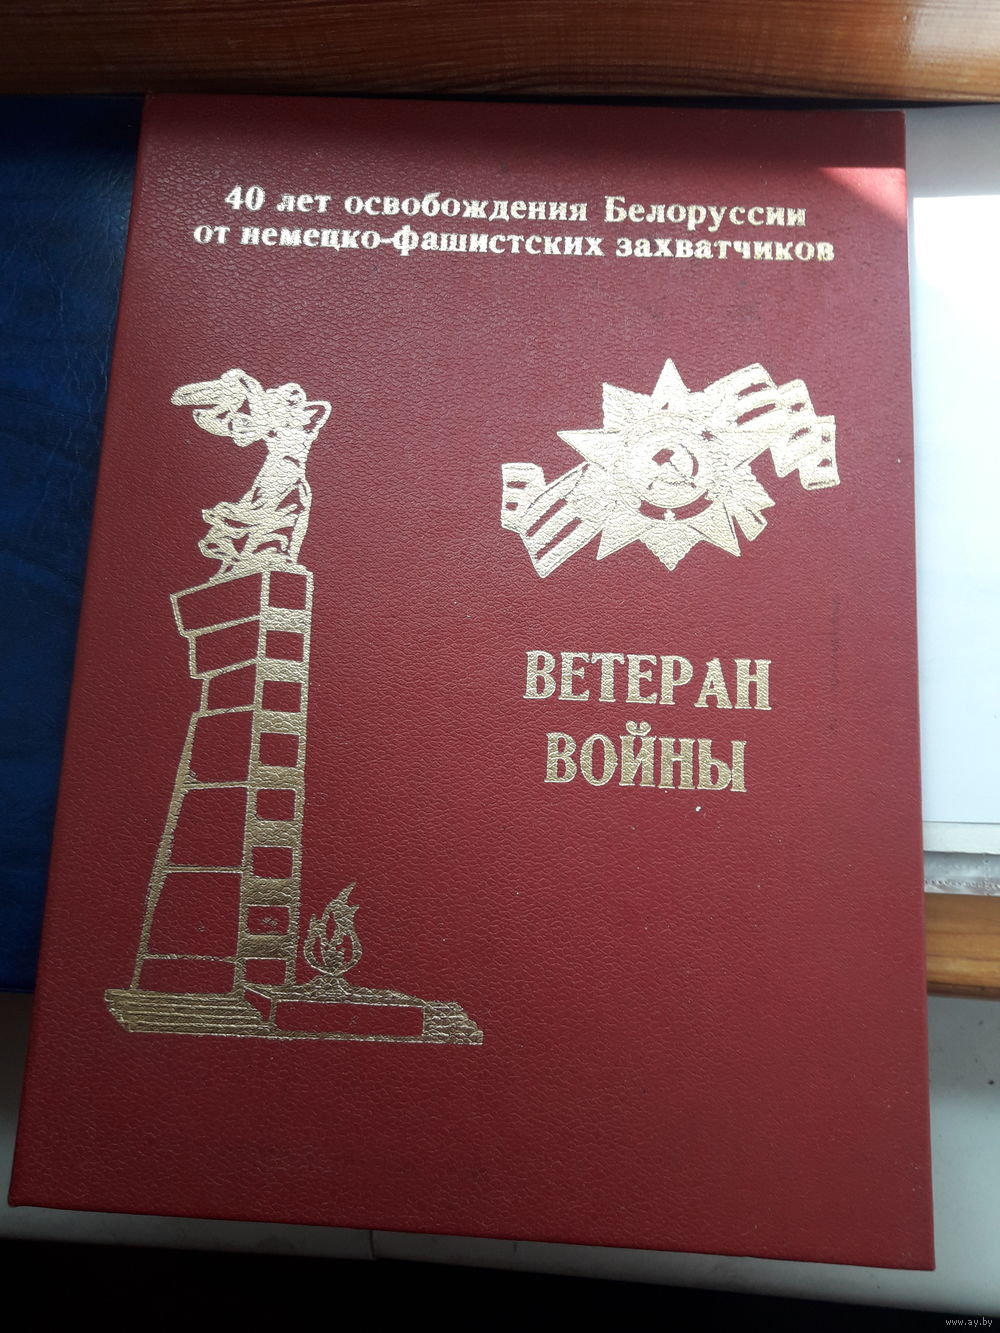 40 лет освобождения Белоруссии
от немецко-фашистских захватчиков
ВЕТЕРАН
ВОЙНЫ
www.ay.by